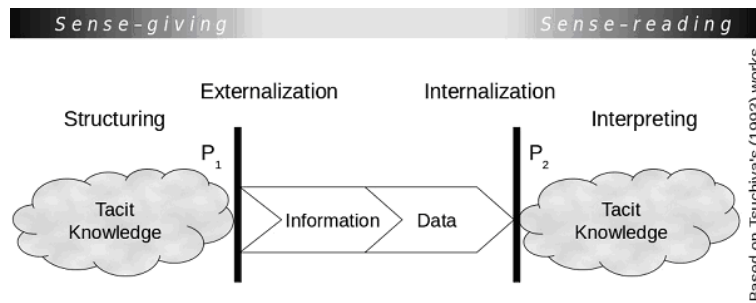 Sense-giving Sense-reading
Externalization Internalization
Structuring Interpreting
P1 P2
Tacit Knowledge
Information Data
Tacit Knowledge
Based on Tsuchiya's (1993) works